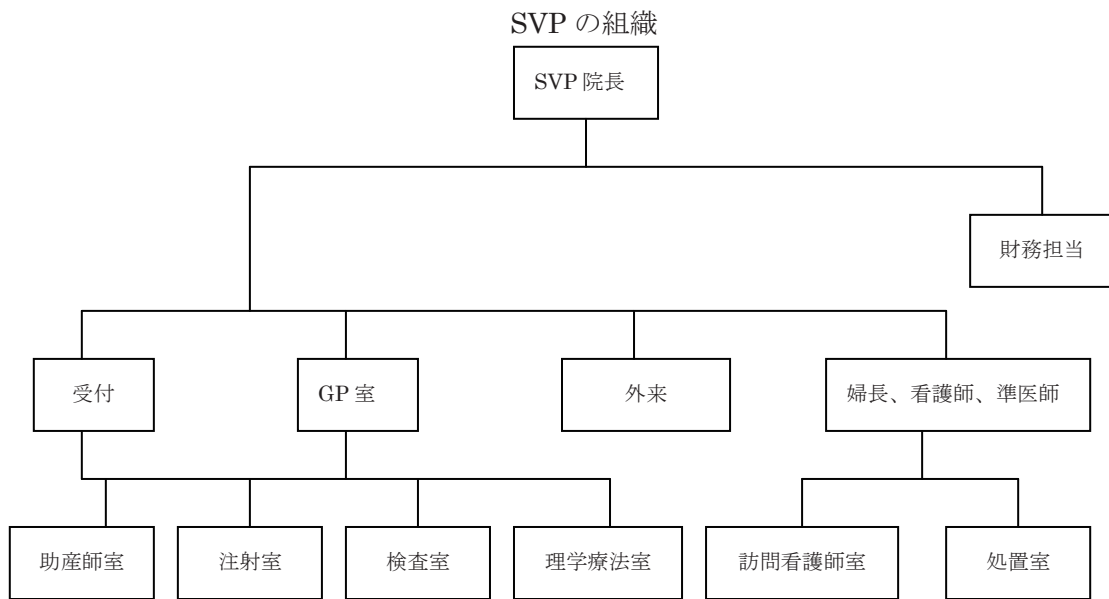 SVP の組織
SVP 院長
財務担当
受付
GP 室
外来
婦長、看護師、準医師
助産師室
注射室
検査室
理学療法室
訪問看護師室
処置室